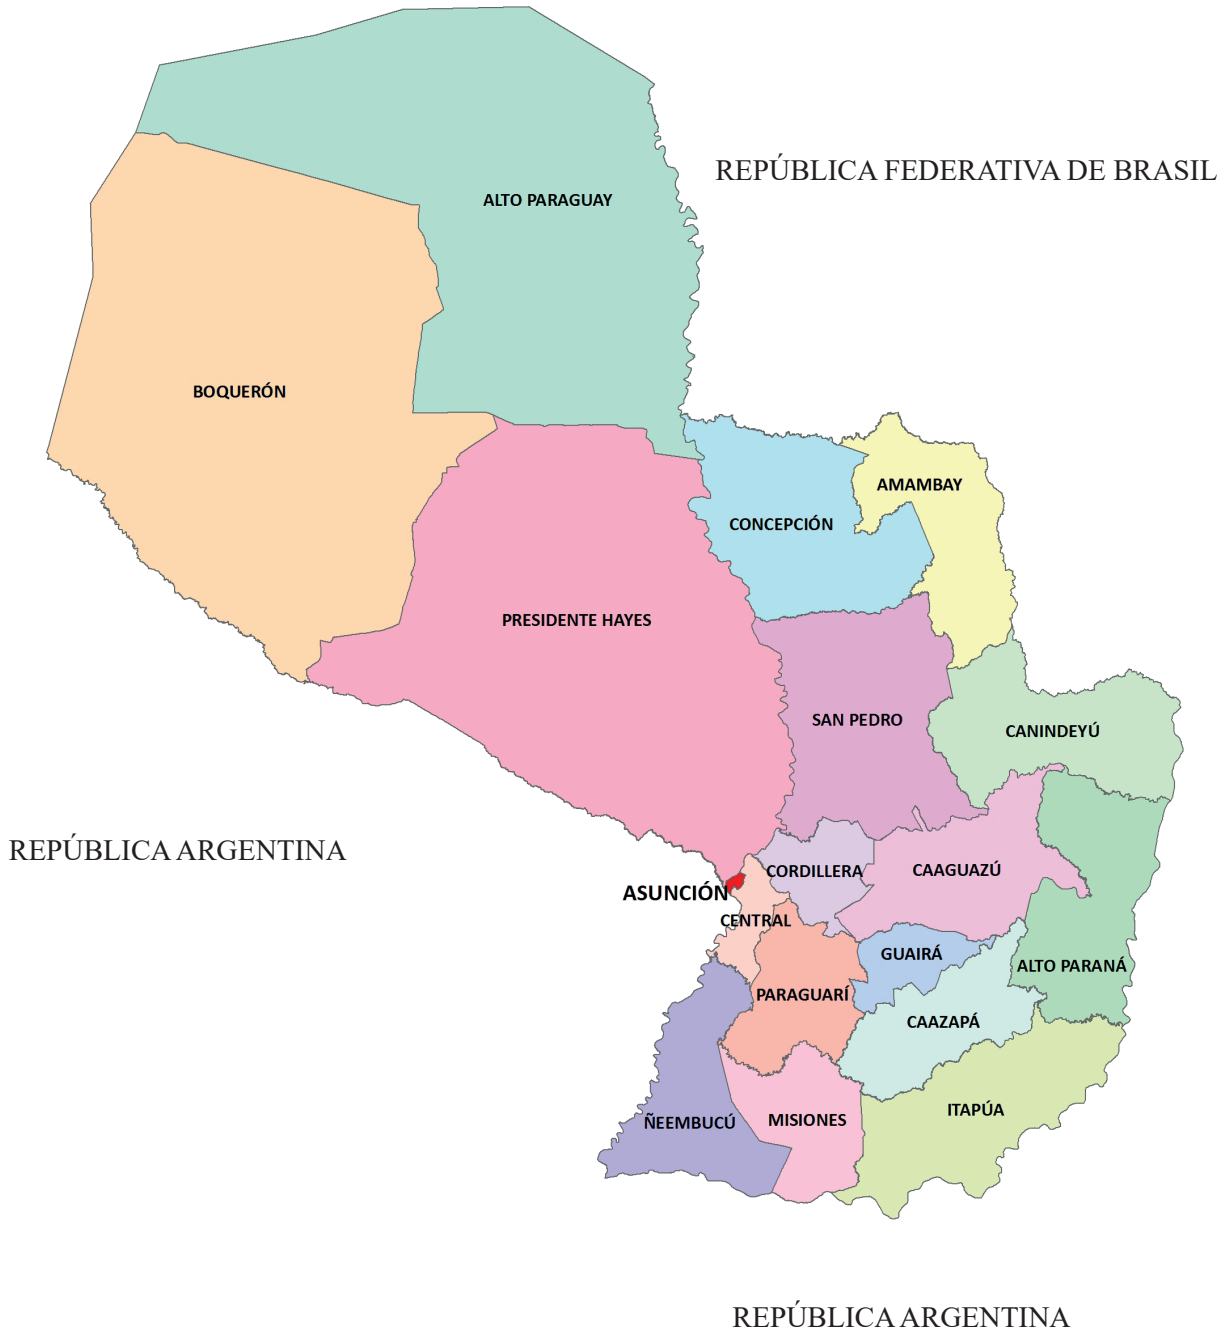 REPÚBLICA FEDERATIVA DE BRASIL
ALTO PARAGUAY
BOQUERÓN
AMAMBAY
CONCEPCIÓN
PRESIDENTE HAYES
SAN PEDRO
CANINDEYÚ
REPÚBLICA ARGENTINA
CORDILLERA
CAAGUAZÚ
ASUNCIÓN
CENTRAL
GUAIRÁ
ALTO PARANÁ
PARAGUARÍ
CAAZAPÁ
ITAPÚA
ÑEEMBUCÚ
MISIONES
REPÚBLICA ARGENTINA